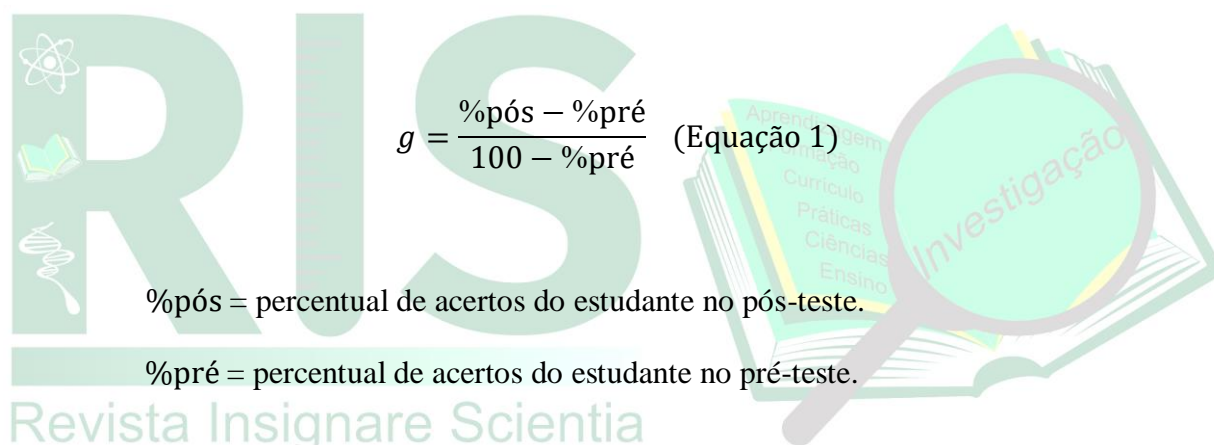 RIS
g = %pós − %pré / 100 − %pré (Equação 1)
Aprendizagem
Formação
Currículo
Práticas
Ciências
Ensino
Investigação
%pós = percentual de acertos do estudante no pós-teste.
%pré = percentual de acertos do estudante no pré-teste.
Revista Insignare Scientia